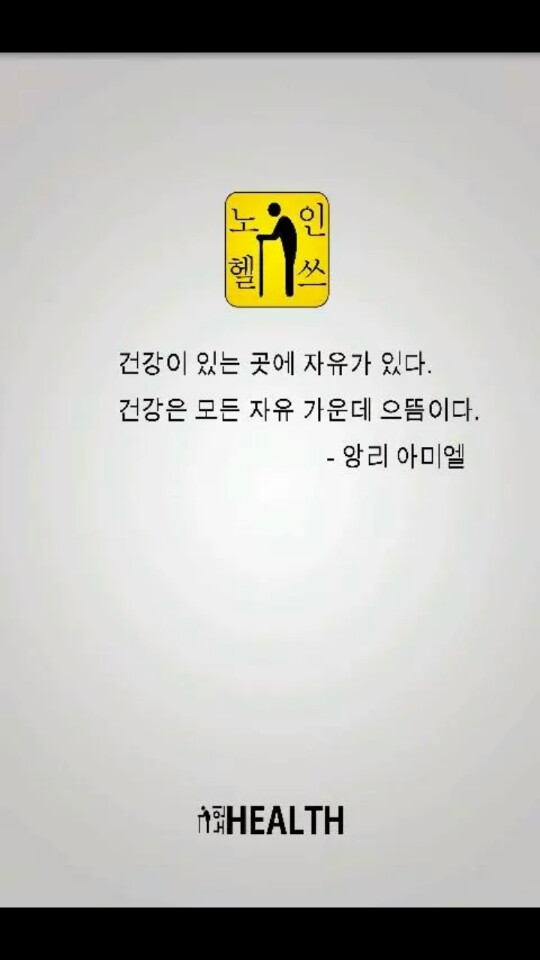 노 인
헬 쓰
건강이 있는 곳에 자유가 있다.
건강은 모든 자유 가운데 으뜸이다.
- 앙리 아미엘
HEALTH